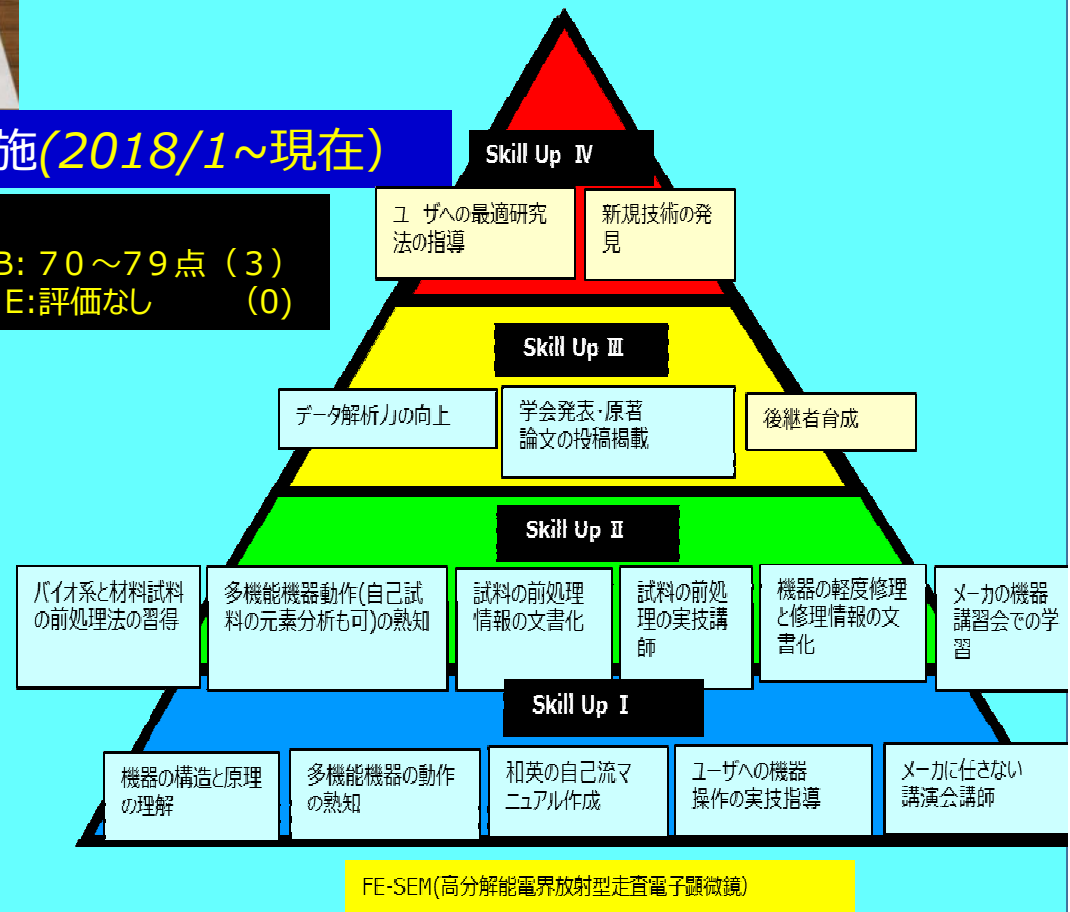 施(2018/1~現在）
B: ７０～７９点（３）
E:評価なし （0)
Skill Up Ⅳ
ユ ザへの最適研究
法の指導
新規技術の発
見
Skill Up Ⅲ
データ解析力の向上
学会発表・原著
論文の投稿掲載
後継者育成
Skill Up Ⅱ
バイオ系と材料試料
の前処理法の習得
多機能機器動作(自己試
料の元素分析も可)の熟知
試料の前処理
情報の文書化
試料の前処
理の実技講
師
機器の軽度修理
と修理情報の文
書化
メーカの機器
講習会での学
習
Skill Up Ⅰ
機器の構造と原理
の理解
多機能機器の動作
の熟知
和英の自己流マ
ニュアル作成
ユーザへの機器
操作の実技指導
メーカに任さない
講演会講師
FE-SEM(高分解能電界放射型走査電子顕微鏡)